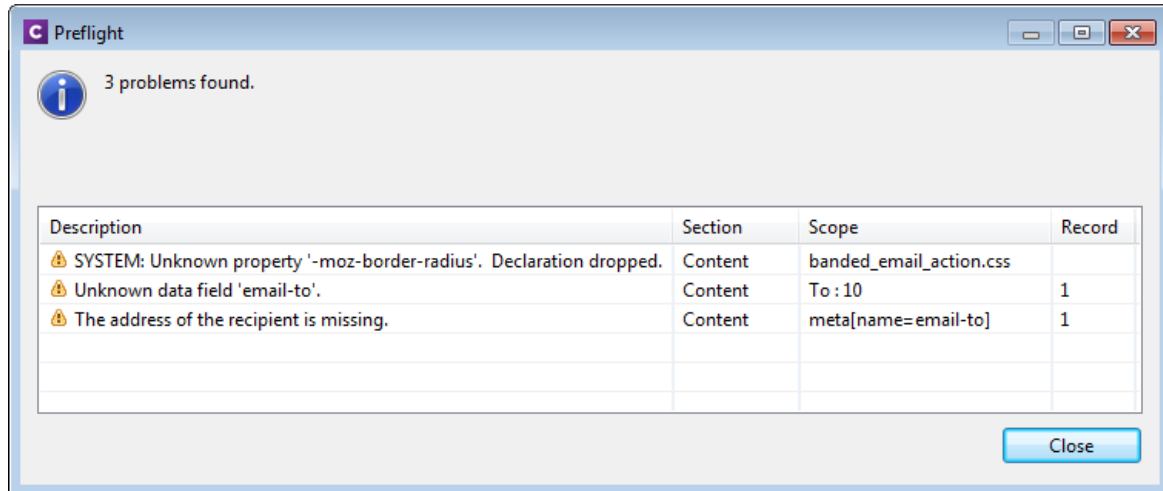 C Preflight
3 problems found.
Description Section Scope Record
SYSTEM: Unknown property '-moz-border-radius'. Declaration dropped. Content banded_email_action.css
Unknown data field 'email-to'. Content To : 10 1
The address of the recipient is missing. Content meta[name=email-to] 1
Close